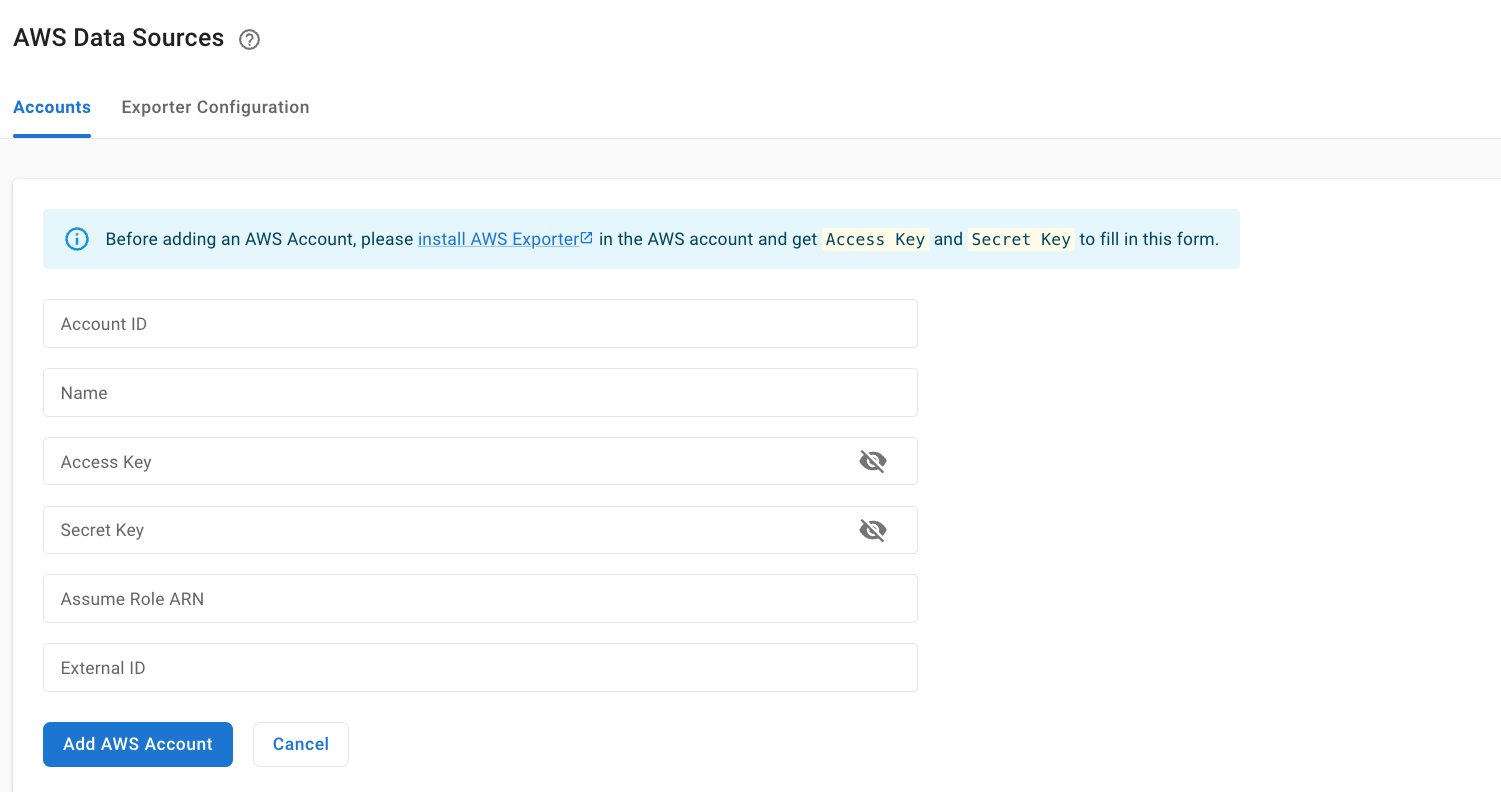 AWS Data Sources
Accounts Exporter Configuration
Before adding an AWS Account, please install AWS Exporter in the AWS account and get Access Key and Secret Key to fill in this form.
Account ID
Name
Access Key
Secret Key
Assume Role ARN
External ID
Add AWS Account Cancel